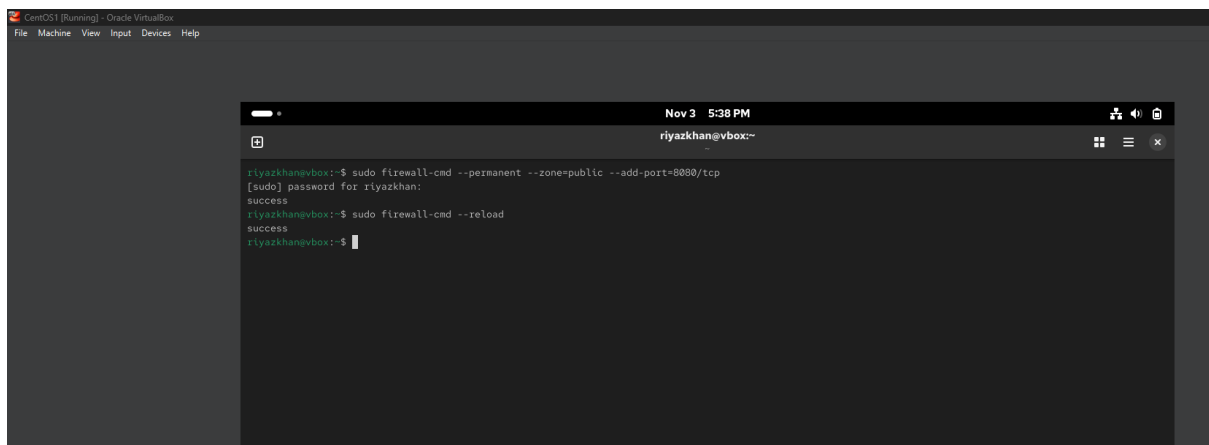 CentOS1 [Running] - Oracle VirtualBox
File Machine View Input Devices Help
Nov 3 5:38 PM
riyazkhan@vbox:~
~
riyazkhan@vbox:~$ sudo firewall-cmd --permanent --zone=public --add-port=8080/tcp
[sudo] password for riyazkhan:
success
riyazkhan@vbox:~$ sudo firewall-cmd --reload
success
riyazkhan@vbox:~$